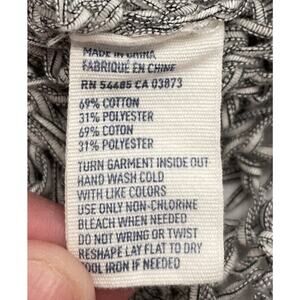 MADE IN CHINA
FABRIQUÉ EN CHINE
RN 54485 CA 03873
69% COTTON
31% POLYESTER
69% COTON
31% POLYESTER
TURN GARMENT INSIDE OUT
HAND WASH COLD
WITH LIKE COLORS
USE ONLY NON-CHLORINE
BLEACH WHEN NEEDED
DO NOT WRING OR TWIST
RESHAPE LAY FLAT TO DRY
COOL IRON IF NEEDED